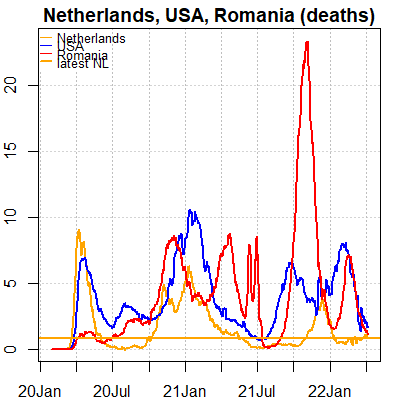 Netherlands, USA, Romania (deaths)
Netherlands
USA
Romania
latest NL
20
15
10
5
0
20Jan
20Jul
21Jan
21Jul
22Jan